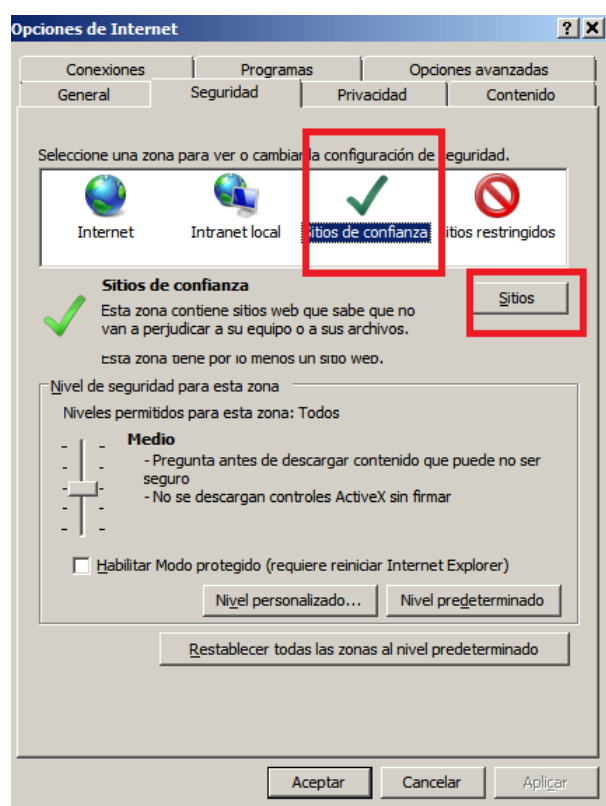 Opciones de Internet
Conexiones Programas Opciones avanzadas
General Seguridad Privacidad Contenido
Seleccione una zona para ver o cambiar la configuración de seguridad.
Internet Intranet local Sitios de confianza itios restringidos
Sitios de confianza
Sitios
Esta zona contiene sitios web que sabe que no
van a perjudicar a su equipo o a sus archivos.
Esta zona tiene por lo menos un sitio web.
Nivel de seguridad para esta zona
Niveles permitidos para esta zona: Todos
Medio
- Pregunta antes de descargar contenido que puede no ser
seguro
- No se descargan controles ActiveX sin firmar
Habilitar Modo protegido (requiere reiniciar Internet Explorer)
Nivel personalizado... Nivel predeterminado
Restablecer todas las zonas al nivel predeterminado
Aceptar Cancelar Aplicar